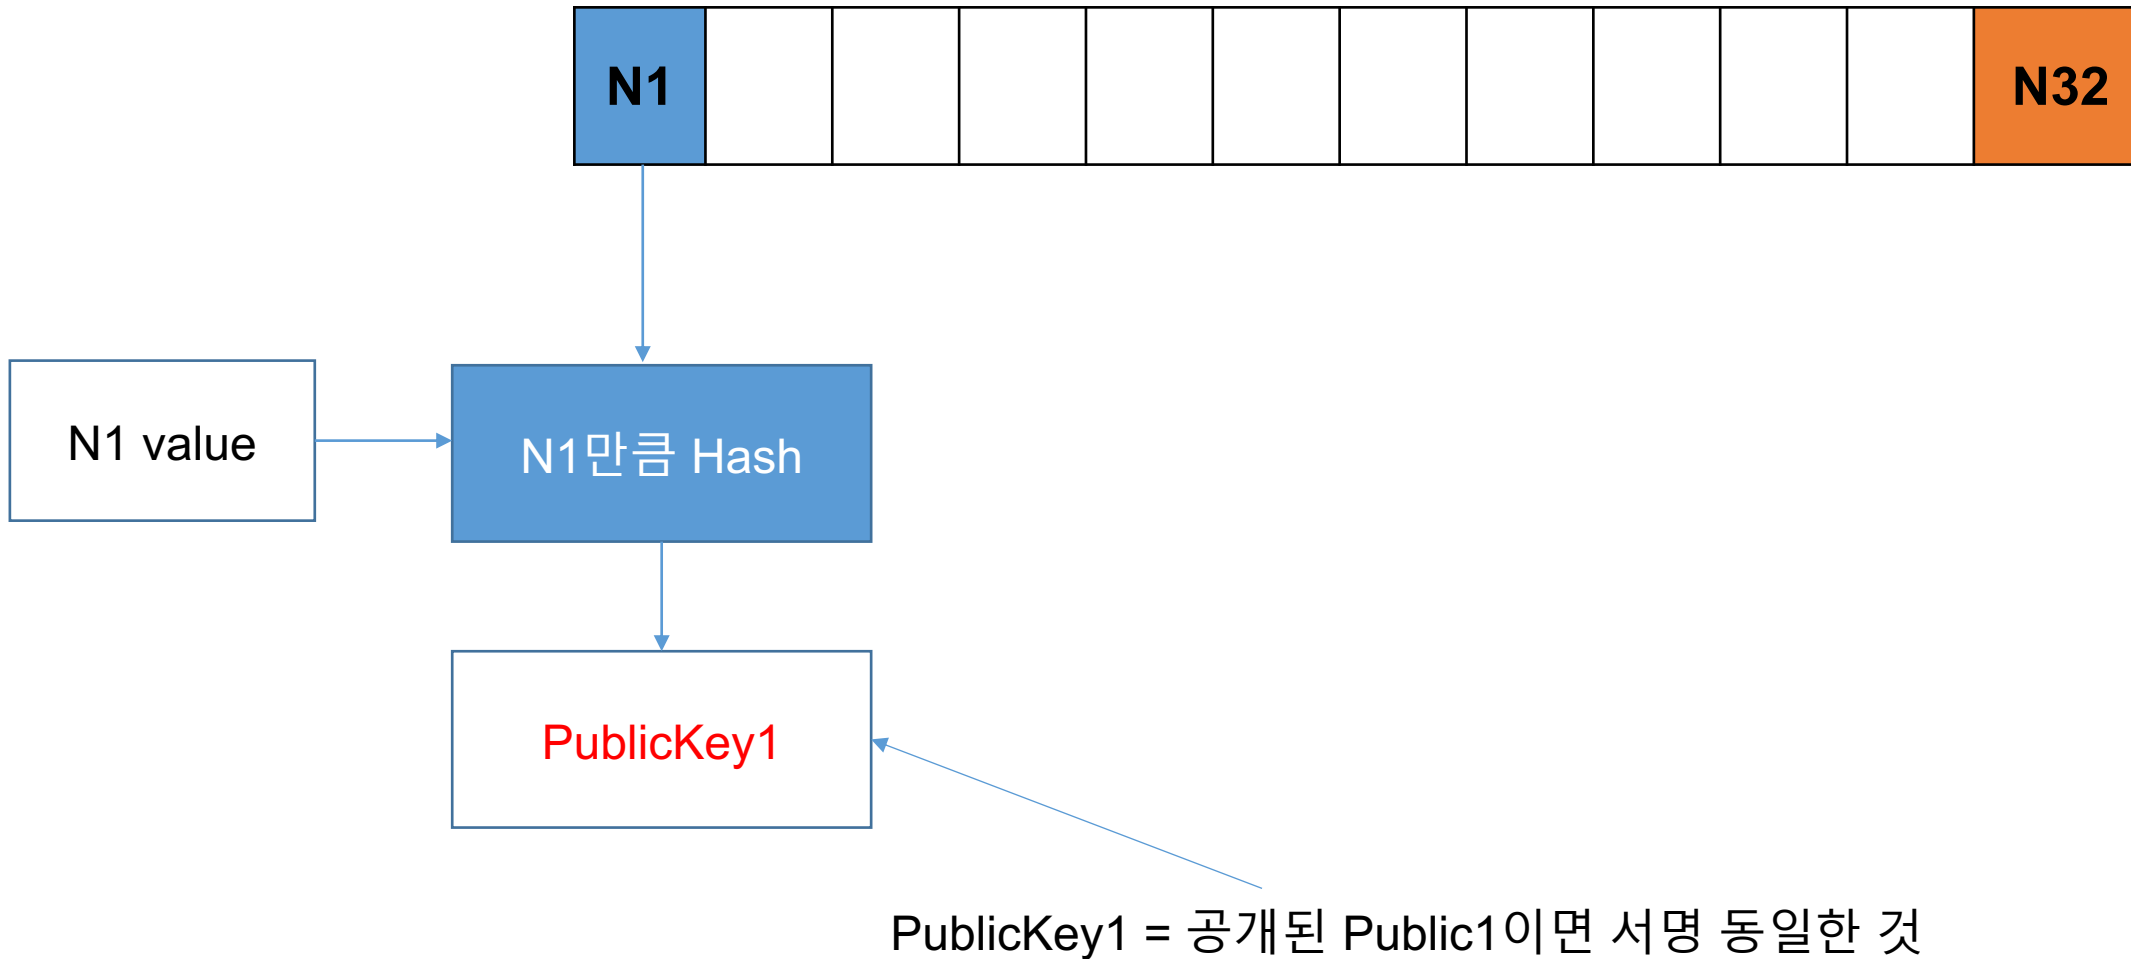 N1
N32
N1 value
N1만큼 Hash
PublicKey1
PublicKey1 = 공개된 Public1이면 서명 동일한 것